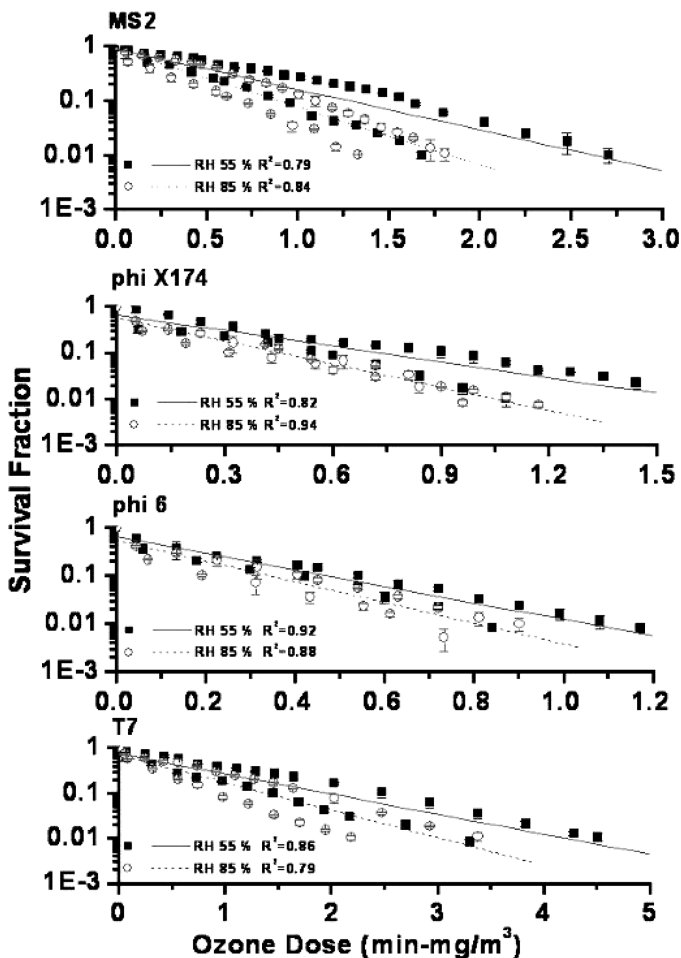 MS2
1
0.1
0.01
1E-3
RH 55 % R²=0.79
RH 85 % R²=0.84
0.0 0.5 1.0 1.5 2.0 2.5 3.0
phi X174
1
0.1
0.01
1E-3
RH 55 % R²=0.82
RH 85 % R²=0.94
0.0 0.3 0.6 0.9 1.2 1.5
Survival Fraction
phi 6
1
0.1
0.01
1E-3
RH 55 % R²=0.92
RH 85 % R²=0.88
0.0 0.2 0.4 0.6 0.8 1.0 1.2
T7
1
0.1
0.01
1E-3
RH 55 % R²=0.86
RH 85 % R²=0.79
0 1 2 3 4 5
Ozone Dose (min-mg/m³)